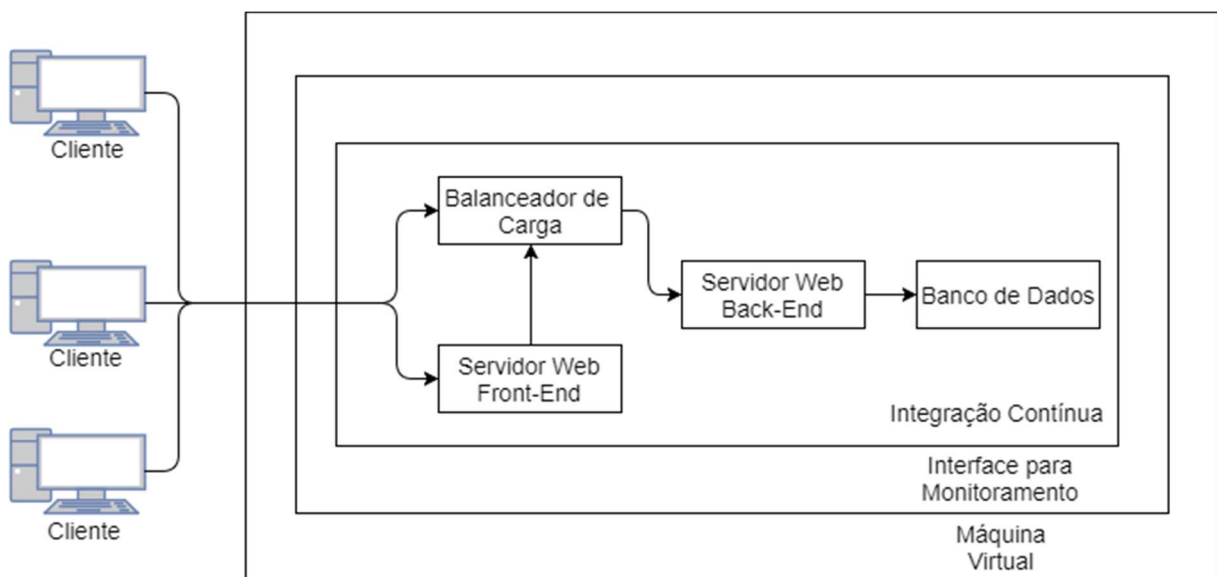 Cliente
Cliente
Cliente
Balanceador de
Carga
Servidor Web
Front-End
Servidor Web
Back-End
Banco de Dados
Integração Contínua
Interface para
Monitoramento
Máquina
Virtual